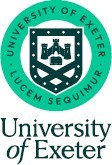 UNIVERSITY OF EXETER
LUCEM SEQUIMUR
University
of Exeter